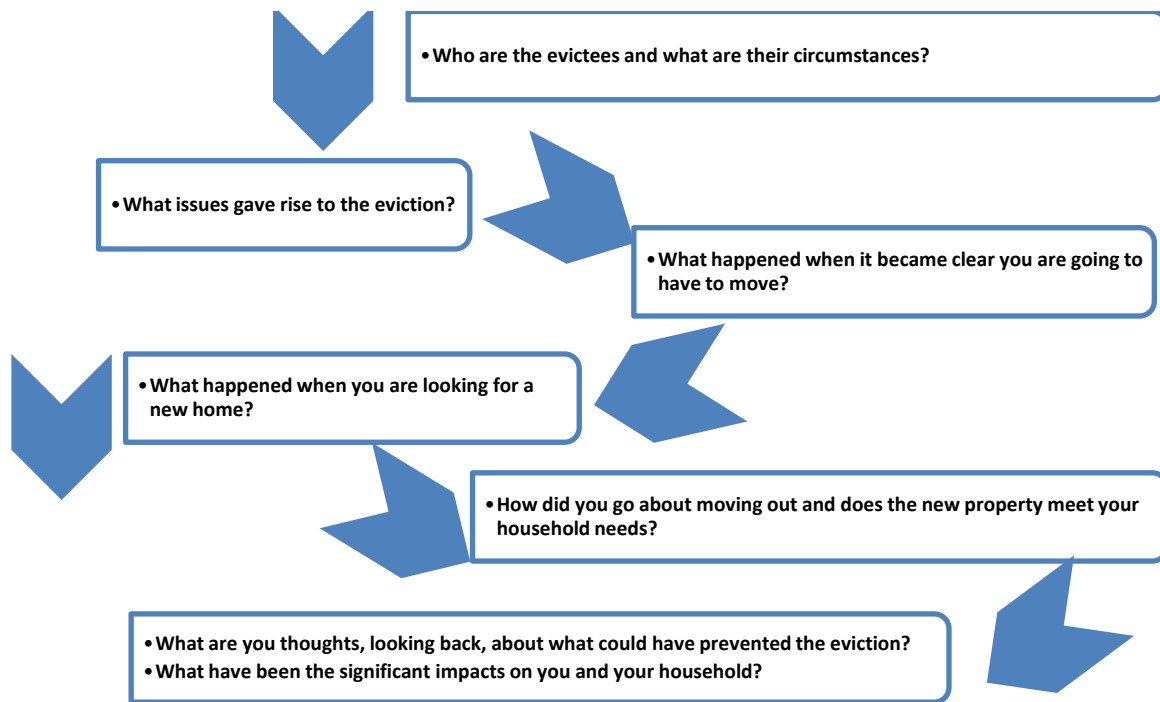 •Who are the evictees and what are their circumstances?
•What issues gave rise to the eviction?
•What happened when it became clear you are going to
have to move?
•What happened when you are looking for a
new home?
•How did you go about moving out and does the new property meet your
household needs?
•What are you thoughts, looking back, about what could have prevented the eviction?
•What have been the significant impacts on you and your household?